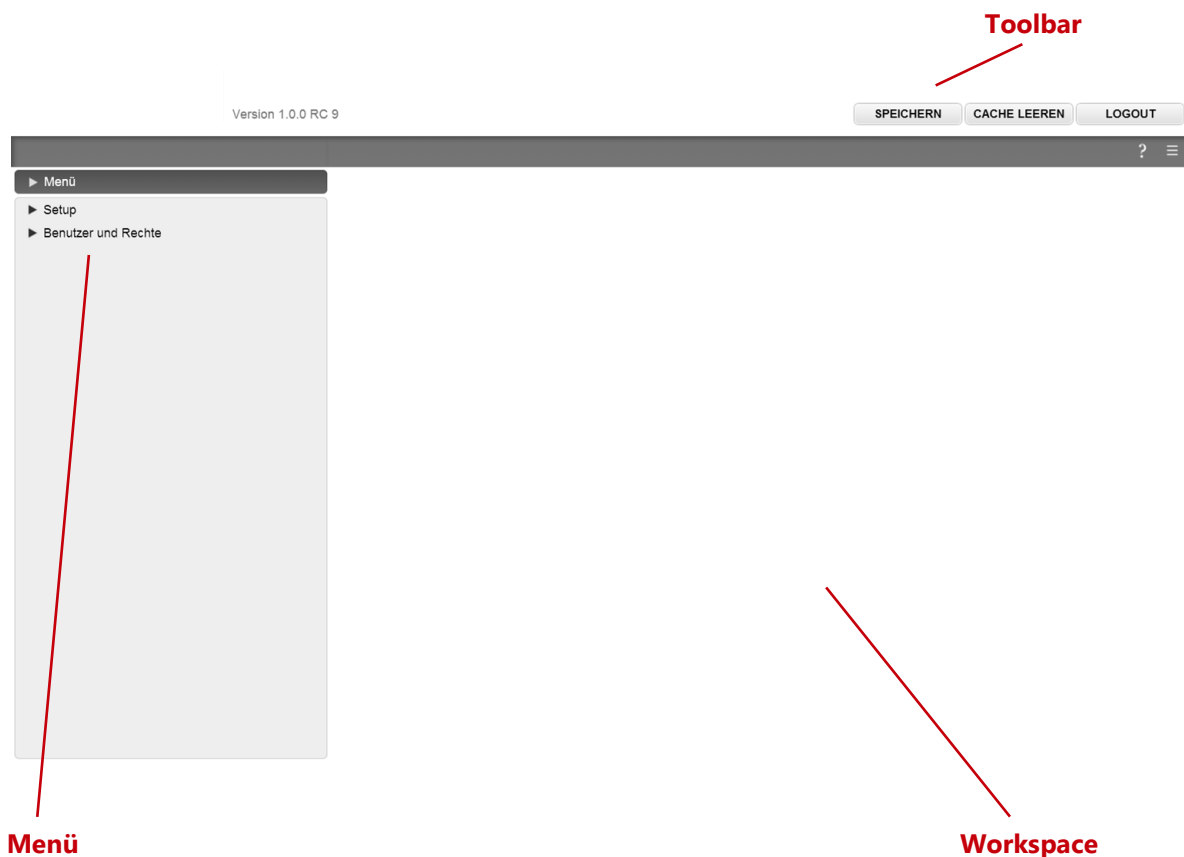 Toolbar
Version 1.0.0 RC 9
SPEICHERN CACHE LEEREN LOGOUT
?
Menü
Setup
Benutzer und Rechte
Menü
Workspace